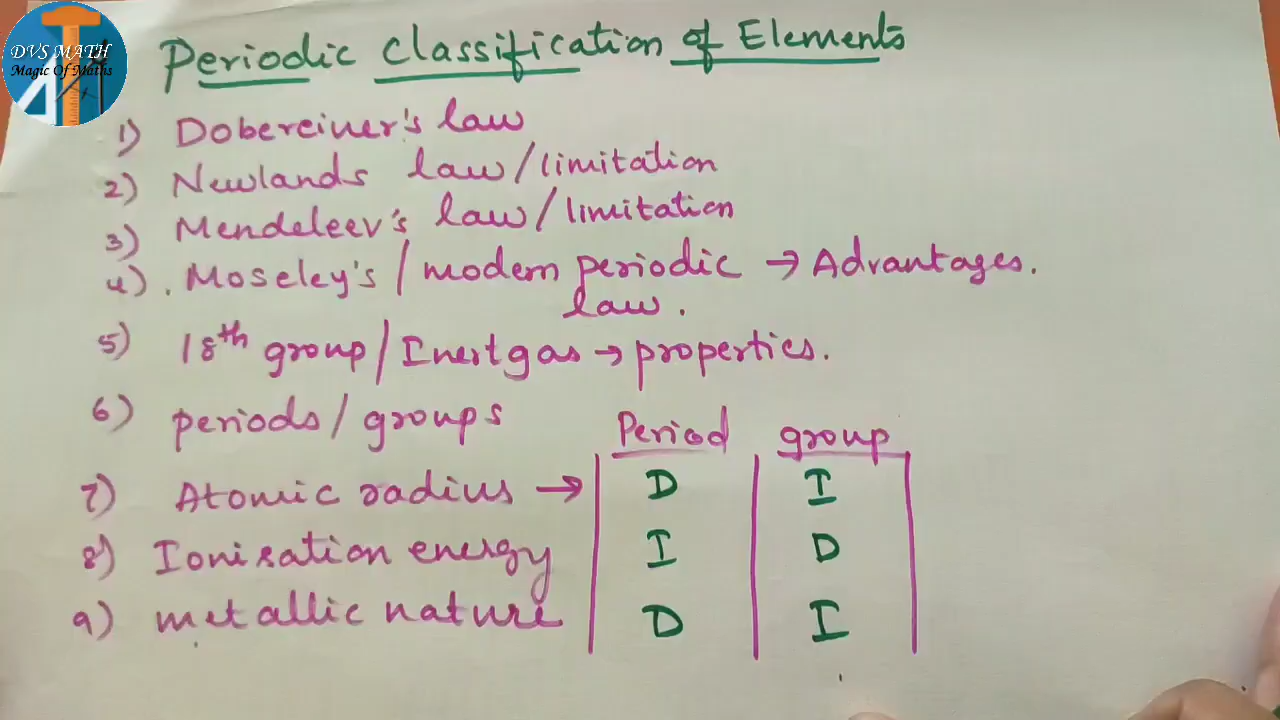 DVS MATH
Magic Of Maths
Periodic Classification of Elements
1) Dobereiner's law
2) Newlands law/limitation
3) Mendeleev's law/limitation
4). Moseley's / modern periodic → Advantages.
law.
5) 18th group/Inert gas → properties.
6) periods/groups
Period group
7) Atomic radius → D I
8) Ionisation energy I D
9) metallic nature D I